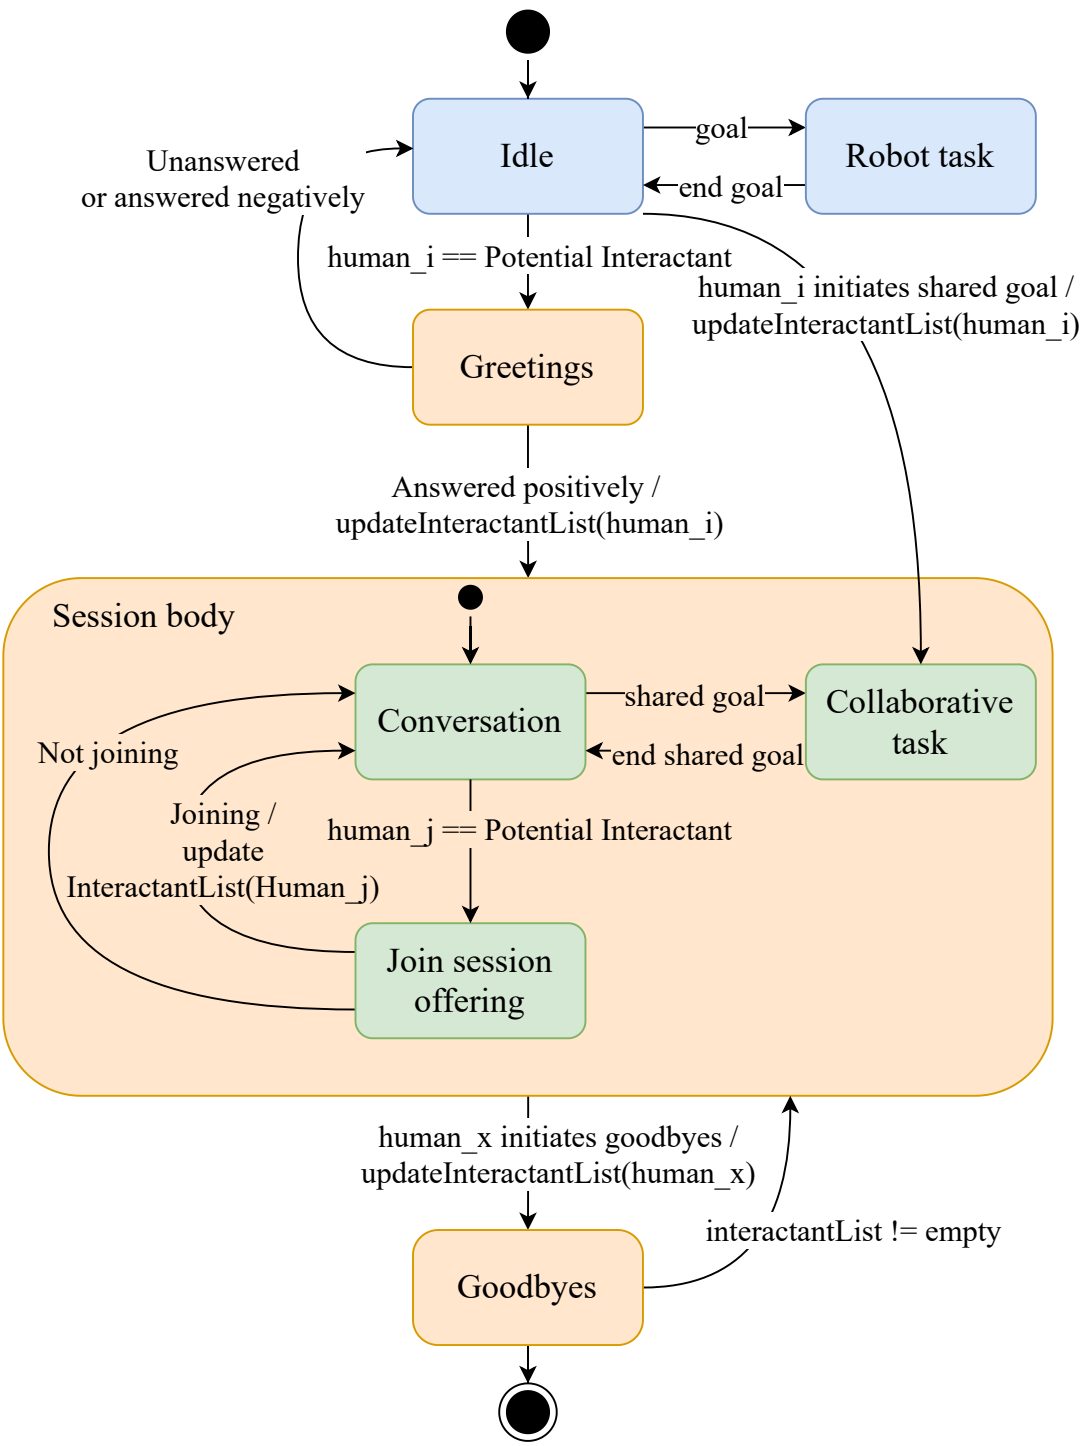 Idle
goal
Robot task
end goal
Unanswered
or answered negatively
human_i == Potential Interactant
human_i initiates shared goal /
updateInteractantList(human_i)
Greetings
Answered positively /
updateInteractantList(human_i)
Session body
Conversation
shared goal
end shared goal
Collaborative
task
Not joining
Joining /
update
InteractantList(Human_j)
human_j == Potential Interactant
Join session
offering
human_x initiates goodbyes /
updateInteractantList(human_x)
interactantList != empty
Goodbyes